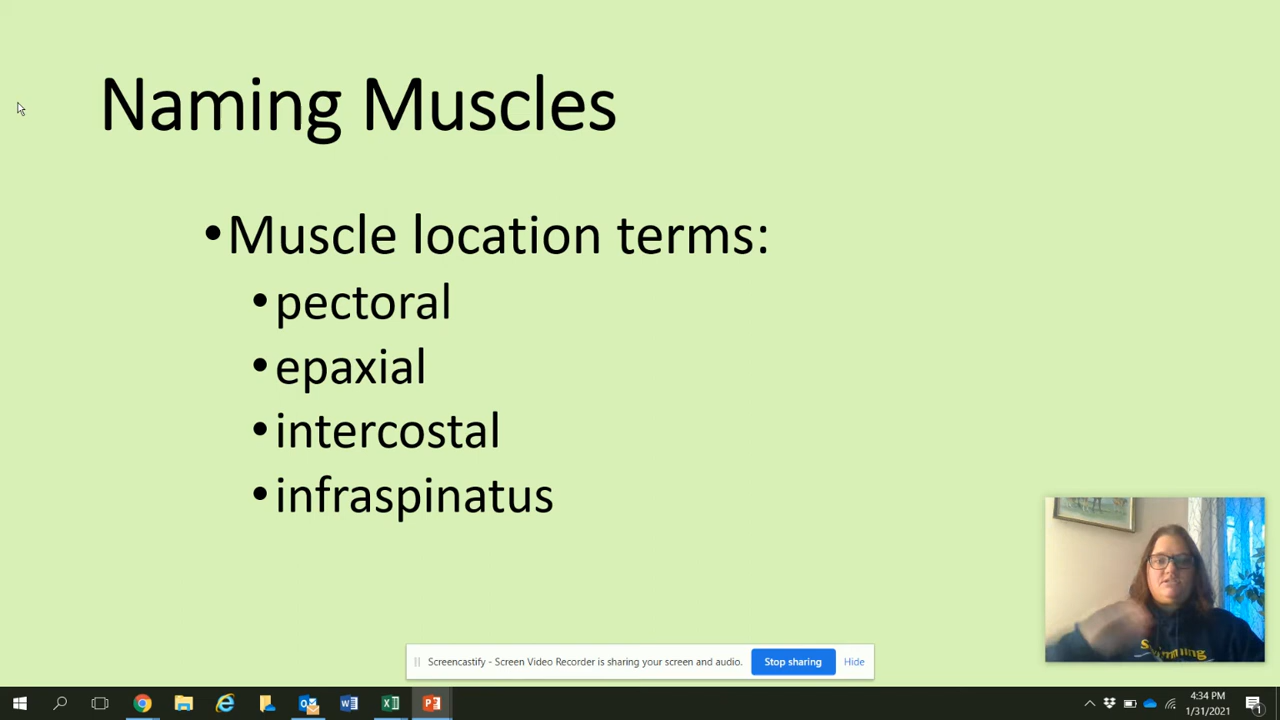 Naming Muscles
•Muscle location terms:
•pectoral
•epaxial
•intercostal
•infraspinatus
Swimming
Screencastify - Screen Video Recorder is sharing your screen and audio. Stop sharing Hide
4:34 PM
1/31/2021